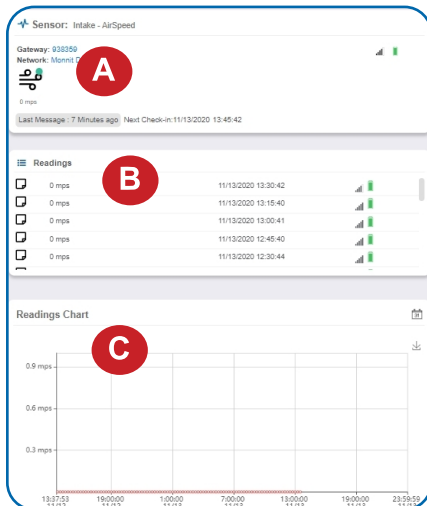 Sensor: Intake - AirSpeed
Gateway: 938359
Network: Monnit
A
0 mps
Last Message : 7 Minutes ago Next Check-in:11/13/2020 13:45:42
Readings
B
0 mps 11/13/2020 13:30:42
0 mps 11/13/2020 13:15:40
0 mps 11/13/2020 13:00:41
0 mps 11/13/2020 12:45:40
0 mps 11/13/2020 12:30:44
Readings Chart
31
C
0.9 mps
0.6 mps
0.3 mps
13:37:53 19:00:00 1:00:00 7:00:00 13:00:00 19:00:00 23:59:59